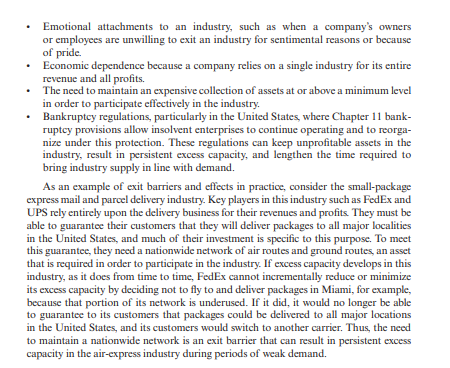 • Emotional attachments to an industry, such as when a company's owners
or employees are unwilling to exit an industry for sentimental reasons or because
of pride.
• Economic dependence because a company relies on a single industry for its entire
revenue and all profits.
• The need to maintain an expensive collection of assets at or above a minimum level
in order to participate effectively in the industry.
• Bankruptcy regulations, particularly in the United States, where Chapter 11 bank-
ruptcy provisions allow insolvent enterprises to continue operating and to reorga-
nize under this protection. These regulations can keep unprofitable assets in the
industry, result in persistent excess capacity, and lengthen the time required to
bring industry supply in line with demand.
As an example of exit barriers and effects in practice, consider the small-package
express mail and parcel delivery industry. Key players in this industry such as FedEx and
UPS rely entirely upon the delivery business for their revenues and profits. They must be
able to guarantee their customers that they will deliver packages to all major localities
in the United States, and much of their investment is specific to this purpose. To meet
this guarantee, they need a nationwide network of air routes and ground routes, an asset
that is required in order to participate in the industry. If excess capacity develops in this
industry, as it does from time to time, FedEx cannot incrementally reduce or minimize
its excess capacity by deciding not to fly to and deliver packages in Miami, for example,
because that portion of its network is underused. If it did, it would no longer be able
to guarantee to its customers that packages could be delivered to all major locations
in the United States, and its customers would switch to another carrier. Thus, the need
to maintain a nationwide network is an exit barrier that can result in persistent excess
capacity in the air-express industry during periods of weak demand.